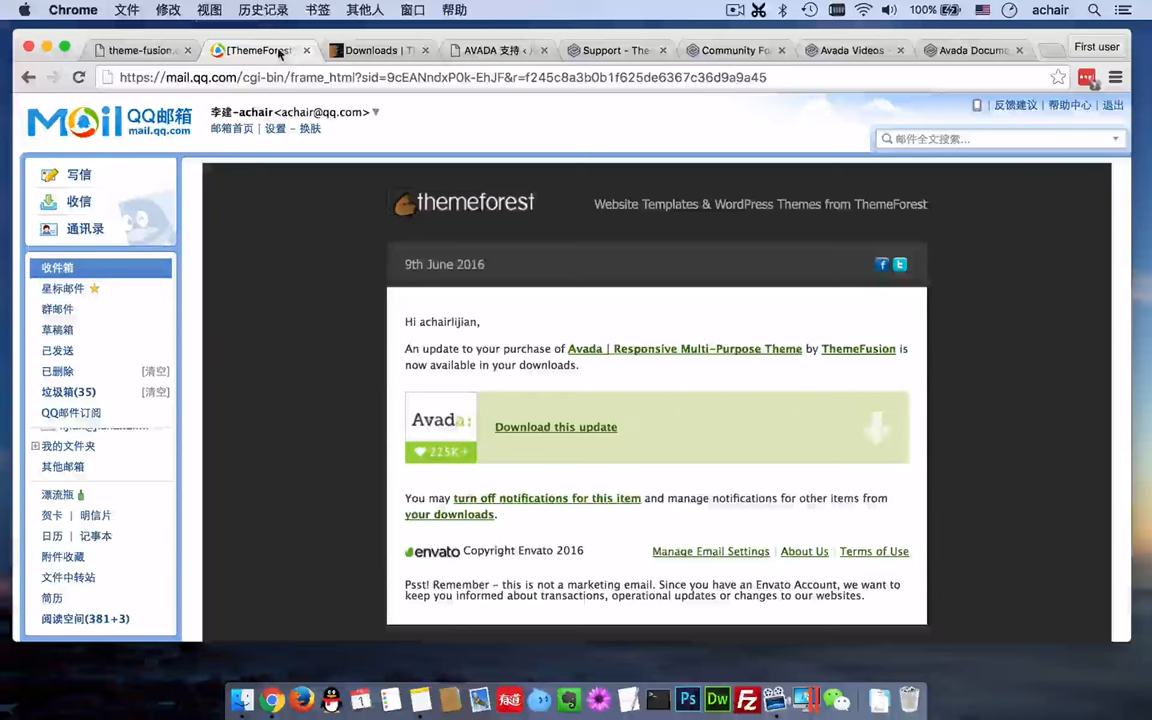 Chrome 文件 修改 视图 历史记录 书签 其他人 窗口 帮助 100% achair
theme-fusion. [ThemeForest Downloads | T AVADA 支持 ‹ Support - The Community Fo Avada Videos - Avada Docum First user
https://mail.qq.com/cgi-bin/frame_html?sid=9cEANndxP0k-EhJF&r=f245c8a3b0b1f625de6367c36d9a9a45
Mail QQ邮箱
mail.qq.com
李建-achair<achair@qq.com>
邮箱首页 | 设置 - 换肤
反馈建议 | 帮助中心 | 退出
邮件全文搜索...
写信
收信
通讯录
收件箱
星标邮件
群邮件
草稿箱
已发送
已删除 [清空]
垃圾箱(35) [清空]
QQ邮件订阅
我的文件夹
其他邮箱
漂流瓶
贺卡 | 明信片
日历 | 记事本
附件收藏
文件中转站
简历
阅读空间(381+3)
themeforest
Website Templates & WordPress Themes from ThemeForest
9th June 2016
Hi achairlijian,
An update to your purchase of Avada | Responsive Multi-Purpose Theme by ThemeFusion is
now available in your downloads.
Avada:
225K+
Download this update
You may turn off notifications for this item and manage notifications for other items from
your downloads.
envato Copyright Envato 2016
Manage Email Settings | About Us | Terms of Use
Psst! Remember – this is not a marketing email. Since you have an Envato Account, we want to
keep you informed about transactions, operational updates or changes to our websites.
有道 Ps Dw Fz